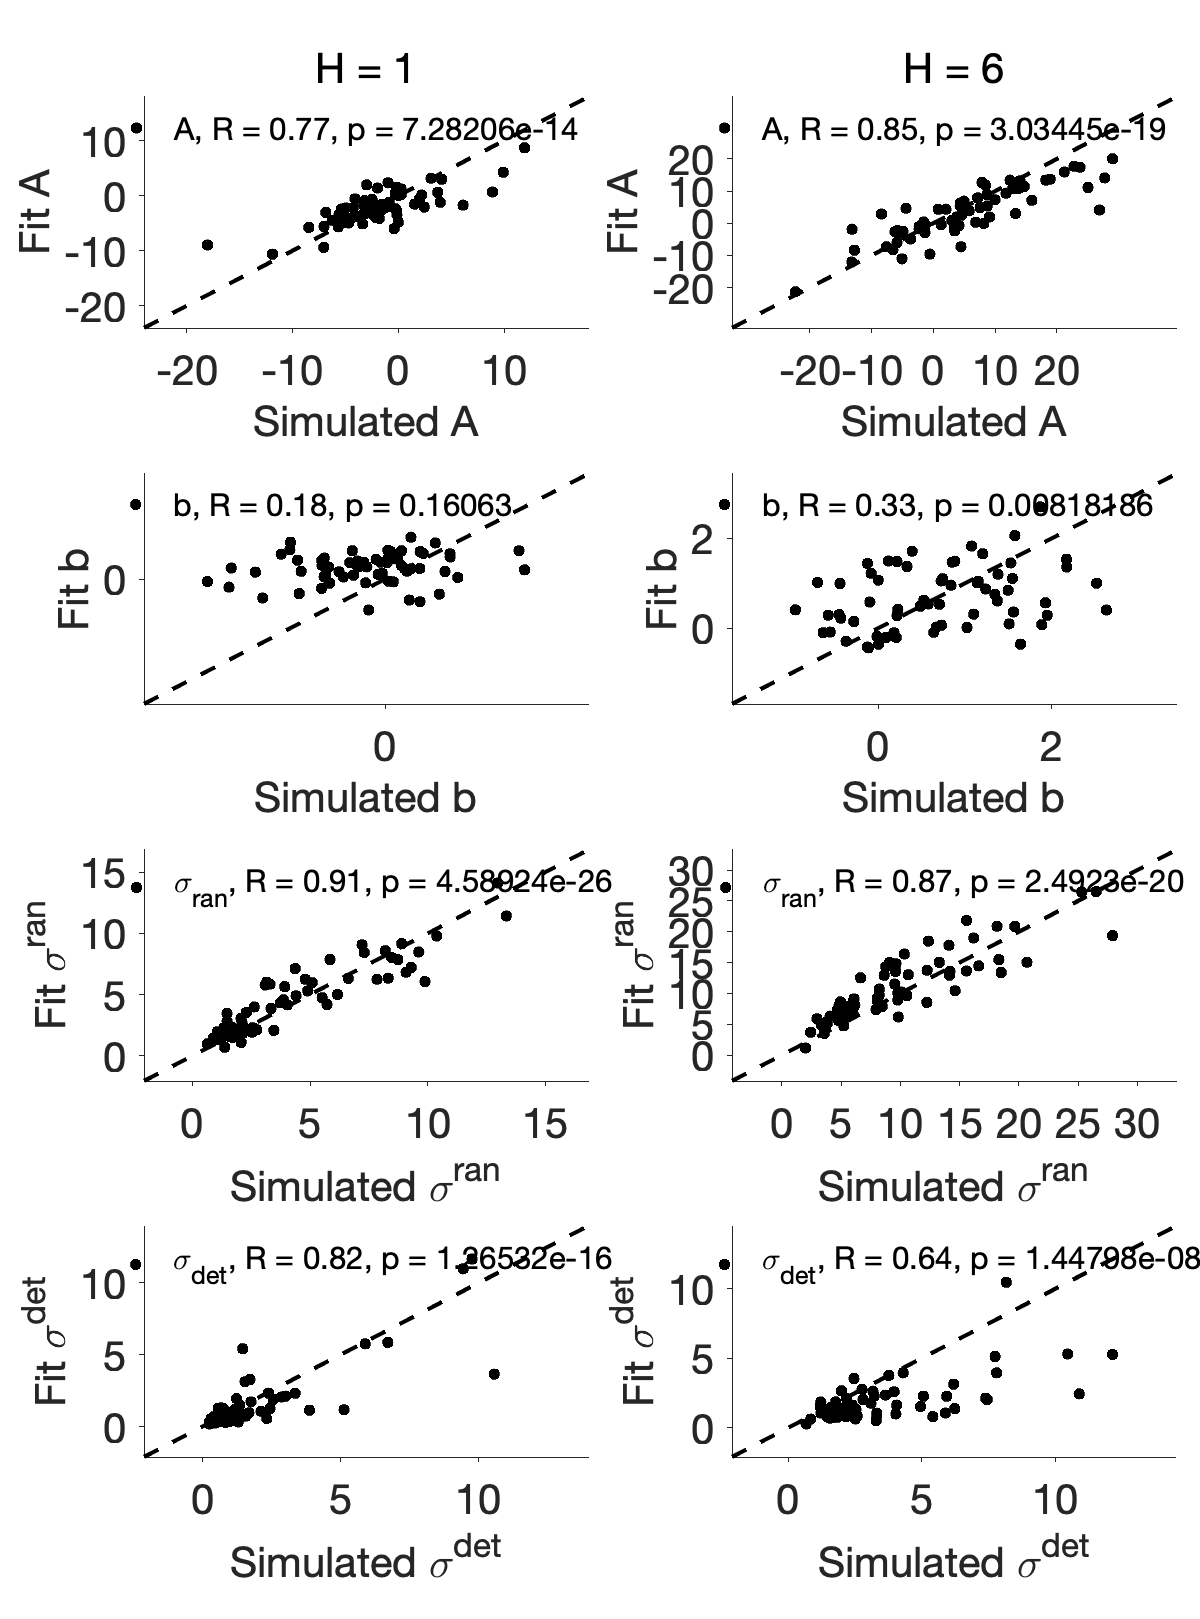 H = 1
H = 6
A, R = 0.77, p = 7.28206e-14
Fit A
10
0
-10
-20
-20 -10 0 10
Simulated A
A, R = 0.85, p = 3.03445e-19
Fit A
20
10
0
-10
-20
-20 -10 0 10 20
Simulated A
b, R = 0.18, p = 0.16063
Fit b
0
0
Simulated b
b, R = 0.33, p = 0.00818186
Fit b
2
0
0 2
Simulated b
σran, R = 0.91, p = 4.58924e-26
Fit σran
15
10
5
0
0 5 10 15
Simulated σran
σran, R = 0.87, p = 2.4923e-20
Fit σran
30
25
20
15
10
5
0
0 5 10 15 20 25 30
Simulated σran
σdet, R = 0.82, p = 1.26532e-16
Fit σdet
10
5
0
0 5 10
Simulated σdet
σdet, R = 0.64, p = 1.44798e-08
Fit σdet
10
5
0
0 5 10
Simulated σdet